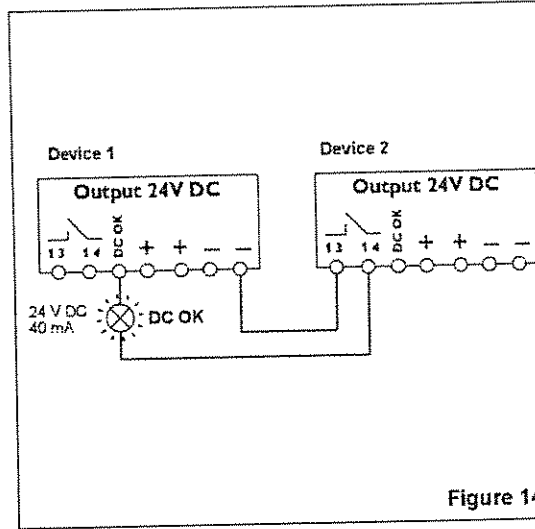 Device 1
Output 24V DC
13 14 DC OK + + — —
24 V DC
40 mA
DC OK
Device 2
Output 24V DC
13 14 DC OK + + — —
Figure 14